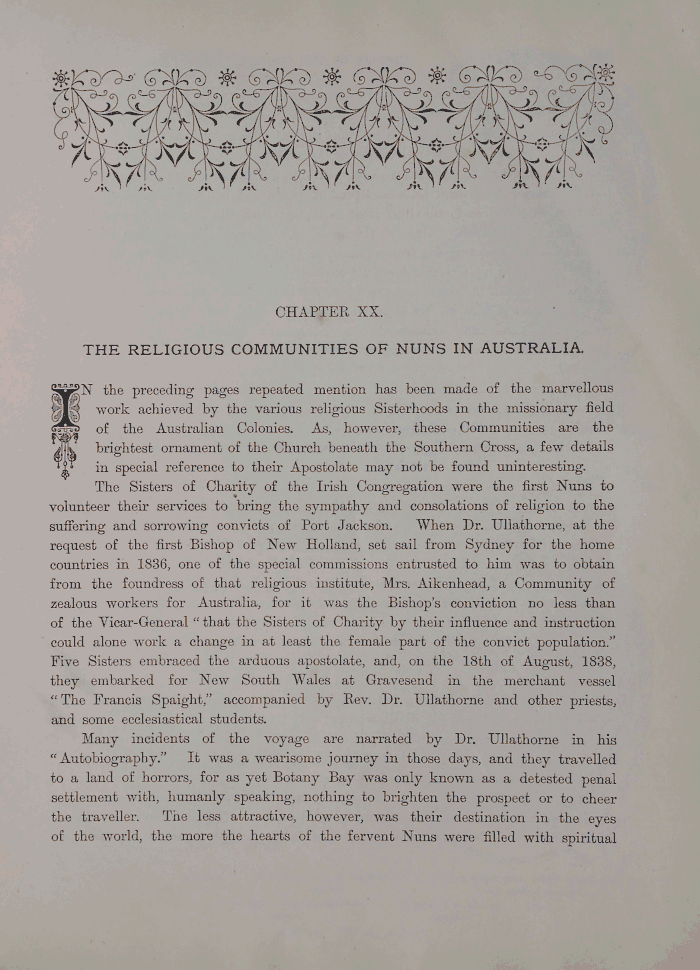 CHAPTER XX.
THE RELIGIOUS COMMUNITIES OF NUNS IN AUSTRALIA.
IN the preceding pages repeated mention has been made of the marvellous
work achieved by the various religious Sisterhoods in the missionary field
of the Australian Colonies. As, however, these Communities are the
brightest ornament of the Church beneath the Southern Cross, a few details
in special reference to their Apostolate may not be found uninteresting.
The Sisters of Charity of the Irish Congregation were the first Nuns to
volunteer their services to bring the sympathy and consolations of religion to the
suffering and sorrowing convicts of Port Jackson. When Dr. Ullathorne, at the
request of the first Bishop of New Holland, set sail from Sydney for the home
countries in 1836, one of the special commissions entrusted to him was to obtain
from the foundress of that religious institute, Mrs. Aikenhead, a Community of
zealous workers for Australia, for it was the Bishop's conviction no less than
of the Vicar-General "that the Sisters of Charity by their influence and instruction
could alone work a change in at least the female part of the convict population."
Five Sisters embraced the arduous apostolate, and, on the 18th of August, 1838,
they embarked for New South Wales at Gravesend in the merchant vessel
"The Francis Spaight," accompanied by Rev. Dr. Ullathorne and other priests,
and some ecclesiastical students.
Many incidents of the voyage are narrated by Dr. Ullathorne in his
"Autobiography." It was a wearisome journey in those days, and they travelled
to a land of horrors, for as yet Botany Bay was only known as a detested penal
settlement with, humanly speaking, nothing to brighten the prospect or to cheer
the traveller. The less attractive, however, was their destination in the eyes
of the world, the more the hearts of the fervent Nuns were filled with spiritual